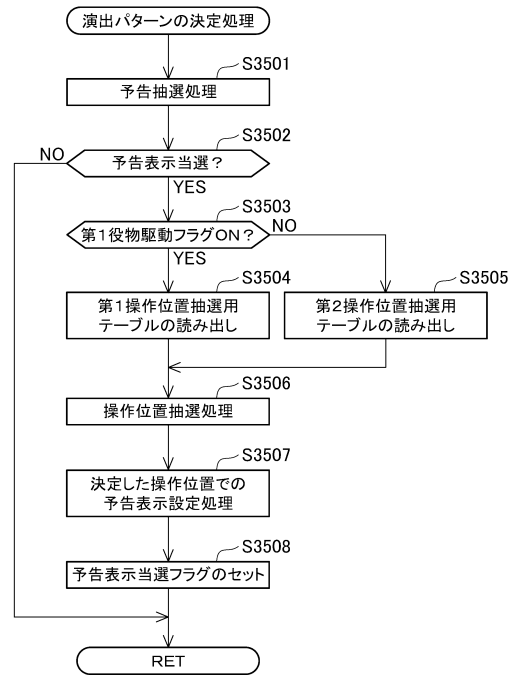 演出パターンの決定処理
S3501
予告抽選処理
S3502
予告表示当選？
NO
YES
S3503
第１役物駆動フラグＯＮ？
NO
YES
S3504
第１操作位置抽選用
テーブルの読み出し
S3505
第２操作位置抽選用
テーブルの読み出し
S3506
操作位置抽選処理
S3507
決定した操作位置での
予告表示設定処理
S3508
予告表示当選フラグのセット
ＲＥＴ